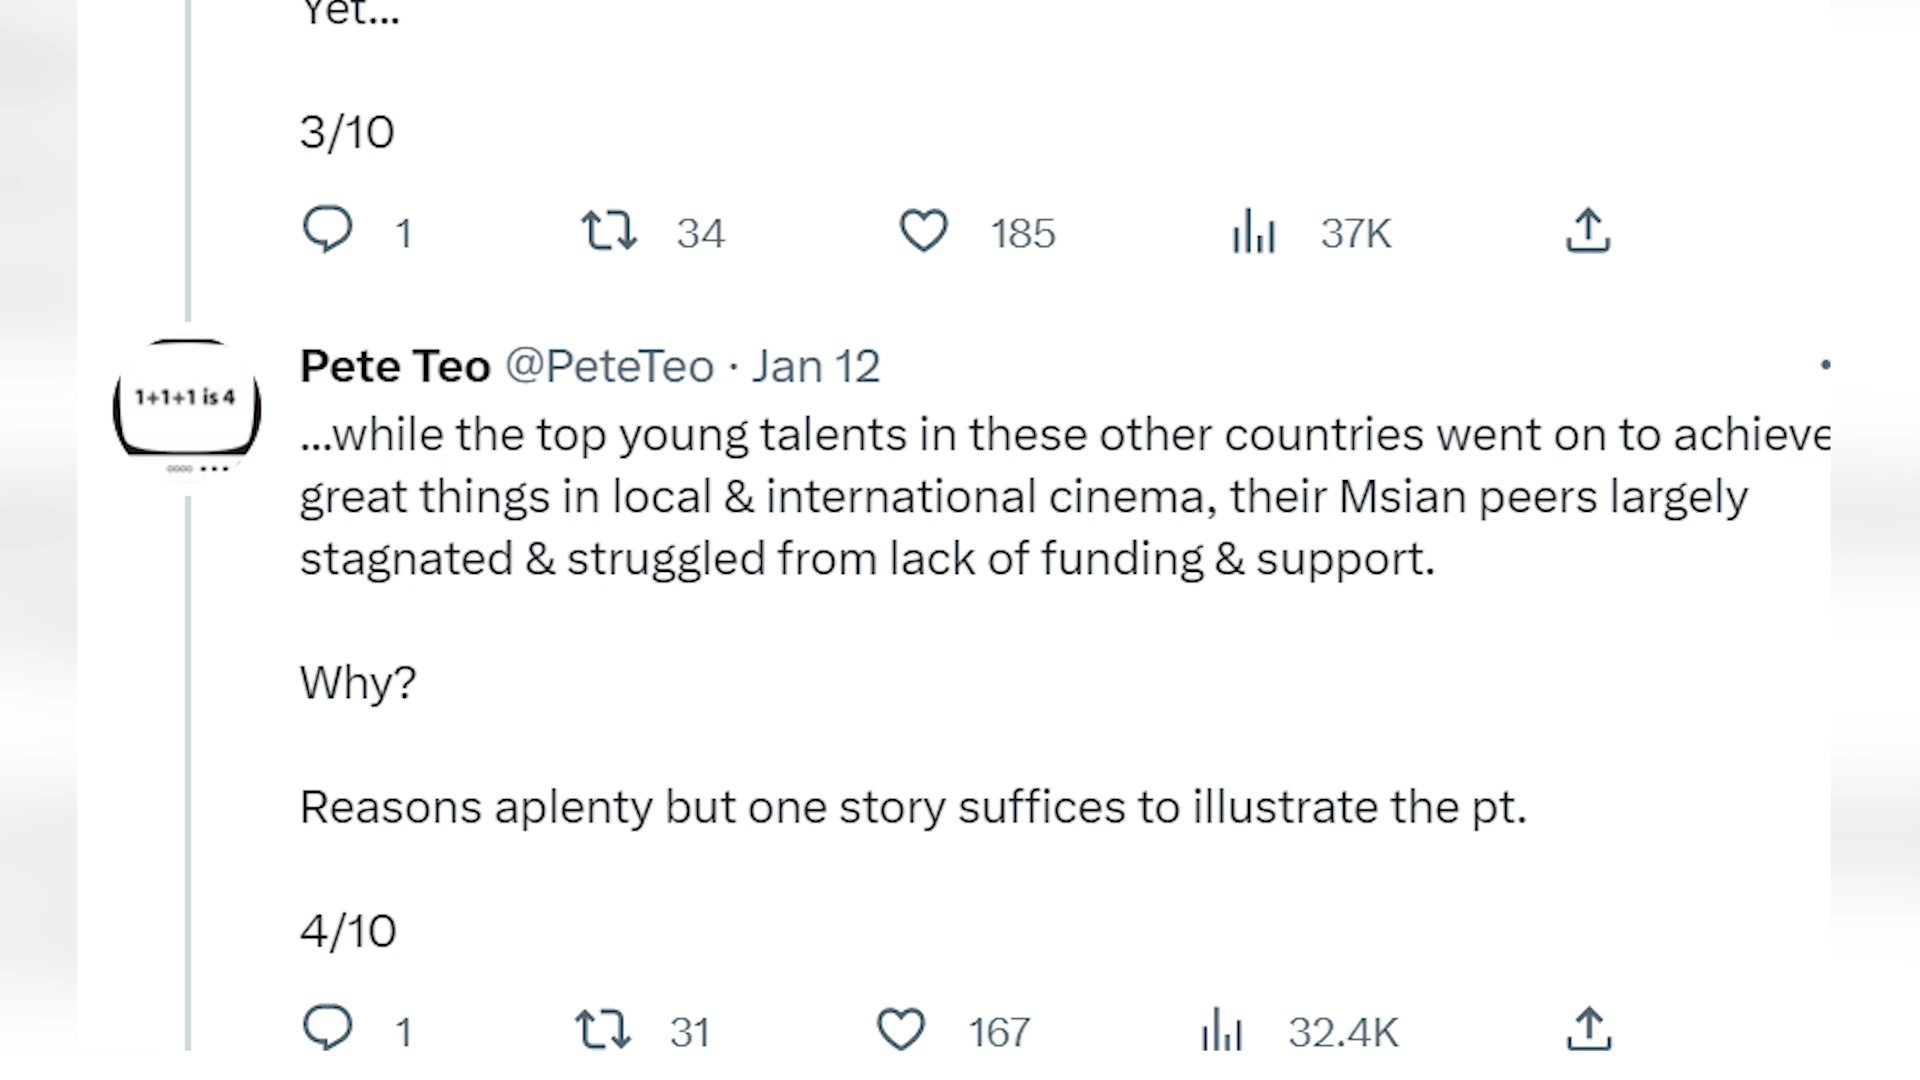 Yet...
3/10
1 34 185 37K
Pete Teo @PeteTeo · Jan 12
1+1+1 is 4
...while the top young talents in these other countries went on to achieve
great things in local & international cinema, their Msian peers largely
stagnated & struggled from lack of funding & support.
Why?
Reasons aplenty but one story suffices to illustrate the pt.
4/10
1 31 167 32.4K